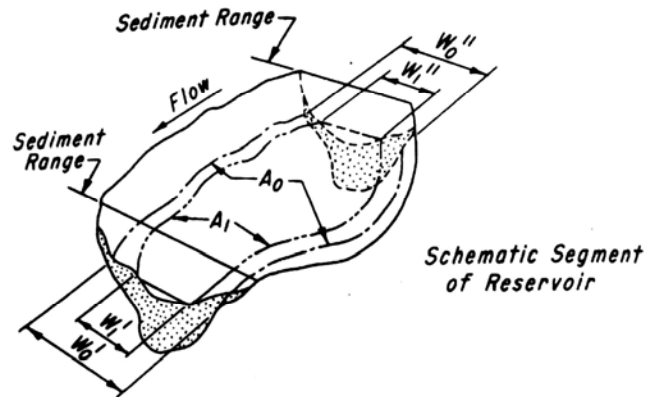 Sediment Range
W₀"
W₁"
Flow
Sediment
Range
A₀
A₁
Schematic Segment
of Reservoir
W₁'
W₀'